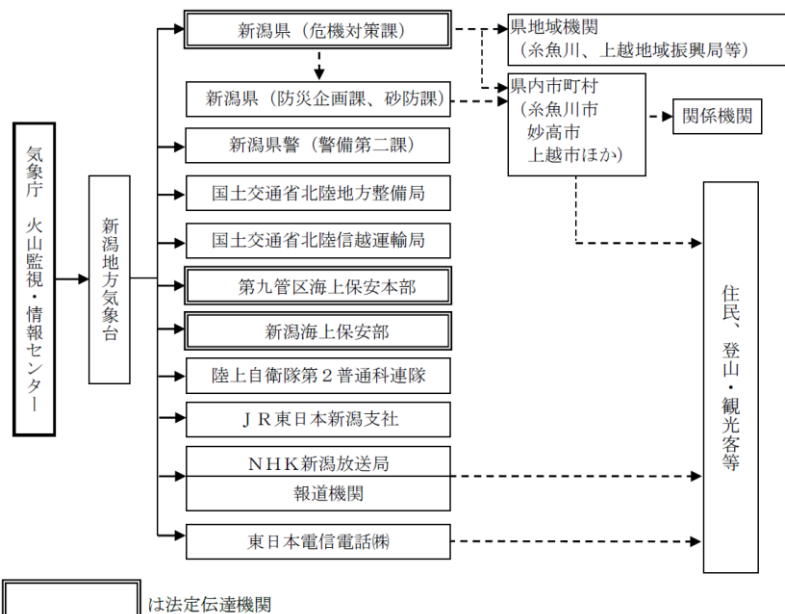 気象庁 火山監視・情報センター
新潟地方気象台
新潟県（危機対策課）
新潟県（防災企画課、砂防課）
新潟県警（警備第二課）
国土交通省北陸地方整備局
国土交通省北陸信越運輸局
第九管区海上保安本部
新潟海上保安部
陸上自衛隊第２普通科連隊
ＪＲ東日本新潟支社
ＮＨＫ新潟放送局
報道機関
東日本電信電話㈱
県地域機関
（糸魚川、上越地域振興局等）
県内市町村
（糸魚川市
妙高市
上越市ほか）
関係機関
住民、登山・観光客等
は法定伝達機関